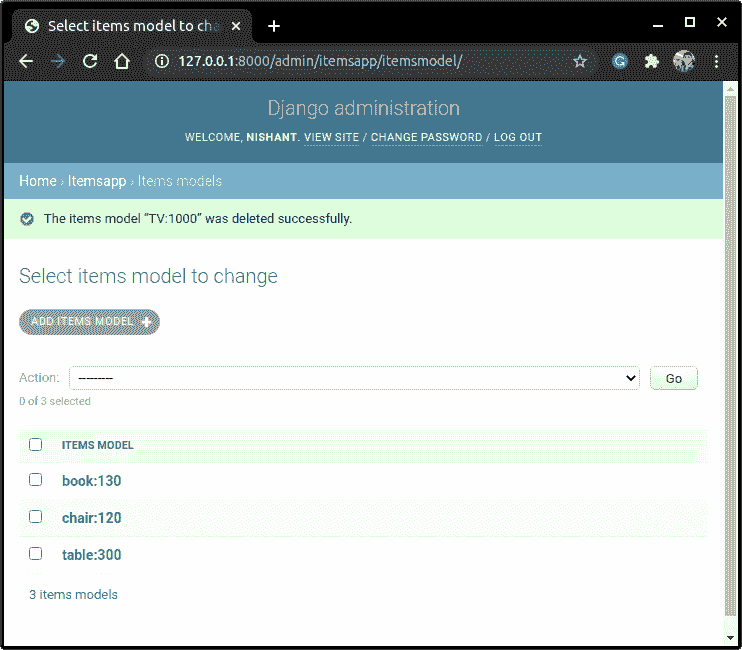 Select items model to cha
127.0.0.1:8000/admin/itemsapp/itemsmodel/
Django administration
WELCOME, NISHANT. VIEW SITE / CHANGE PASSWORD / LOG OUT
Home › Itemsapp › Items models
The items model “TV:1000” was deleted successfully.
Select items model to change
ADD ITEMS MODEL +
Action: --------- Go
0 of 3 selected
ITEMS MODEL
book:130
chair:120
table:300
3 items models